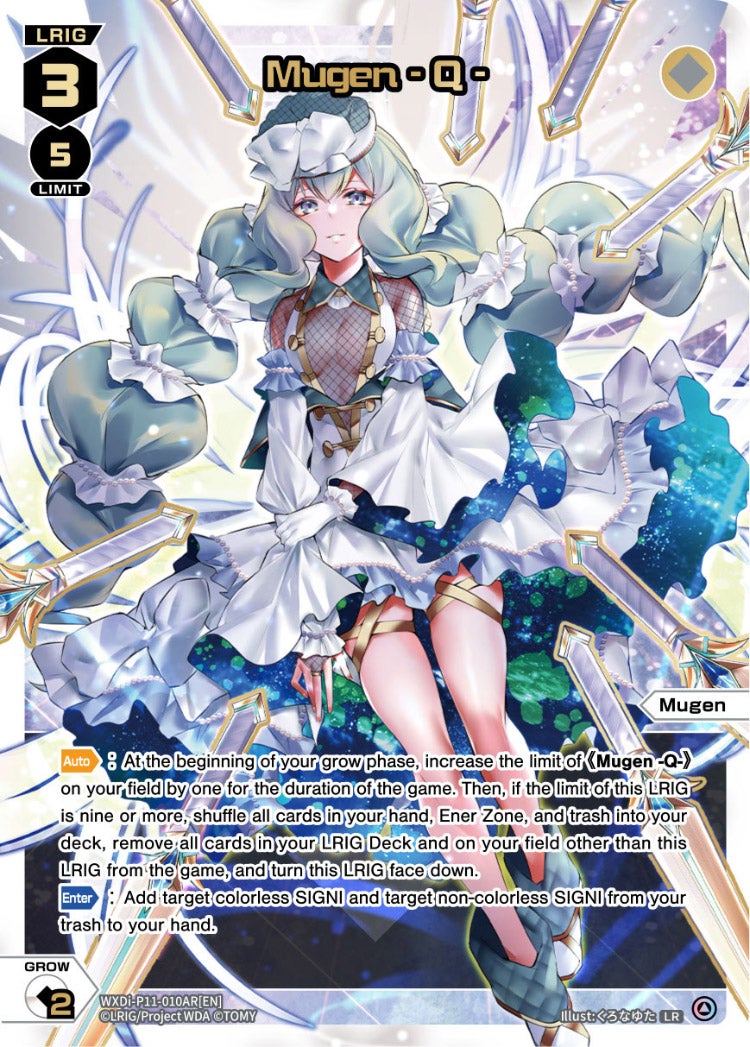 LRIG
3
Mugen - Q -
5
LIMIT
Mugen
Auto : At the beginning of your grow phase, increase the limit of 《Mugen -Q-》
on your field by one for the duration of the game. Then, if the limit of this LRIG
is nine or more, shuffle all cards in your hand, Ener Zone, and trash into your
deck, remove all cards in your LRIG Deck and on your field other than this
LRIG from the game, and turn this LRIG face down.
Enter : Add target colorless SIGNI and target non-colorless SIGNI from your
trash to your hand.
GROW
2
WXDi-P11-010AR[EN]
©LRIG/Project WDA ©TOMY
Illust:くろなゆた LR